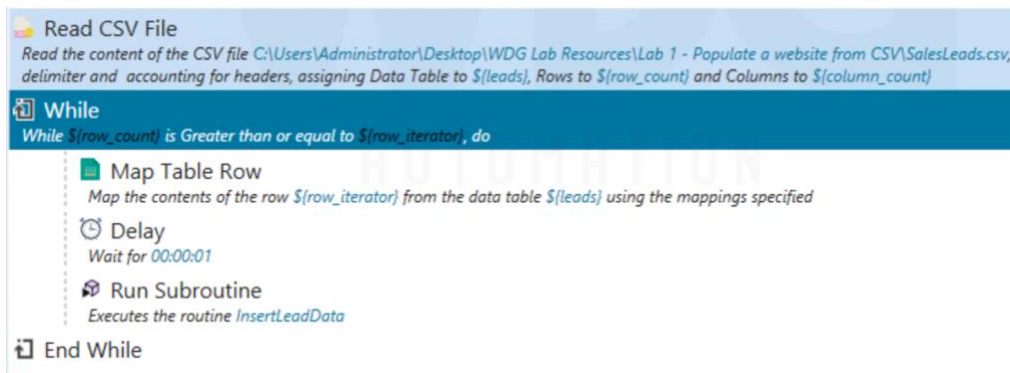 Read CSV File
Read the content of the CSV file C:\Users\Administrator\Desktop\WDG Lab Resources\Lab 1 - Populate a website from CSV\SalesLeads.csv,
delimiter and accounting for headers, assigning Data Table to ${leads}, Rows to ${row_count} and Columns to ${column_count}
While
While ${row_count} is Greater than or equal to ${row_iterator}, do
AUTOMATION
Map Table Row
Map the contents of the row ${row_iterator} from the data table ${leads} using the mappings specified
Delay
Wait for 00:00:01
Run Subroutine
Executes the routine InsertLeadData
End While